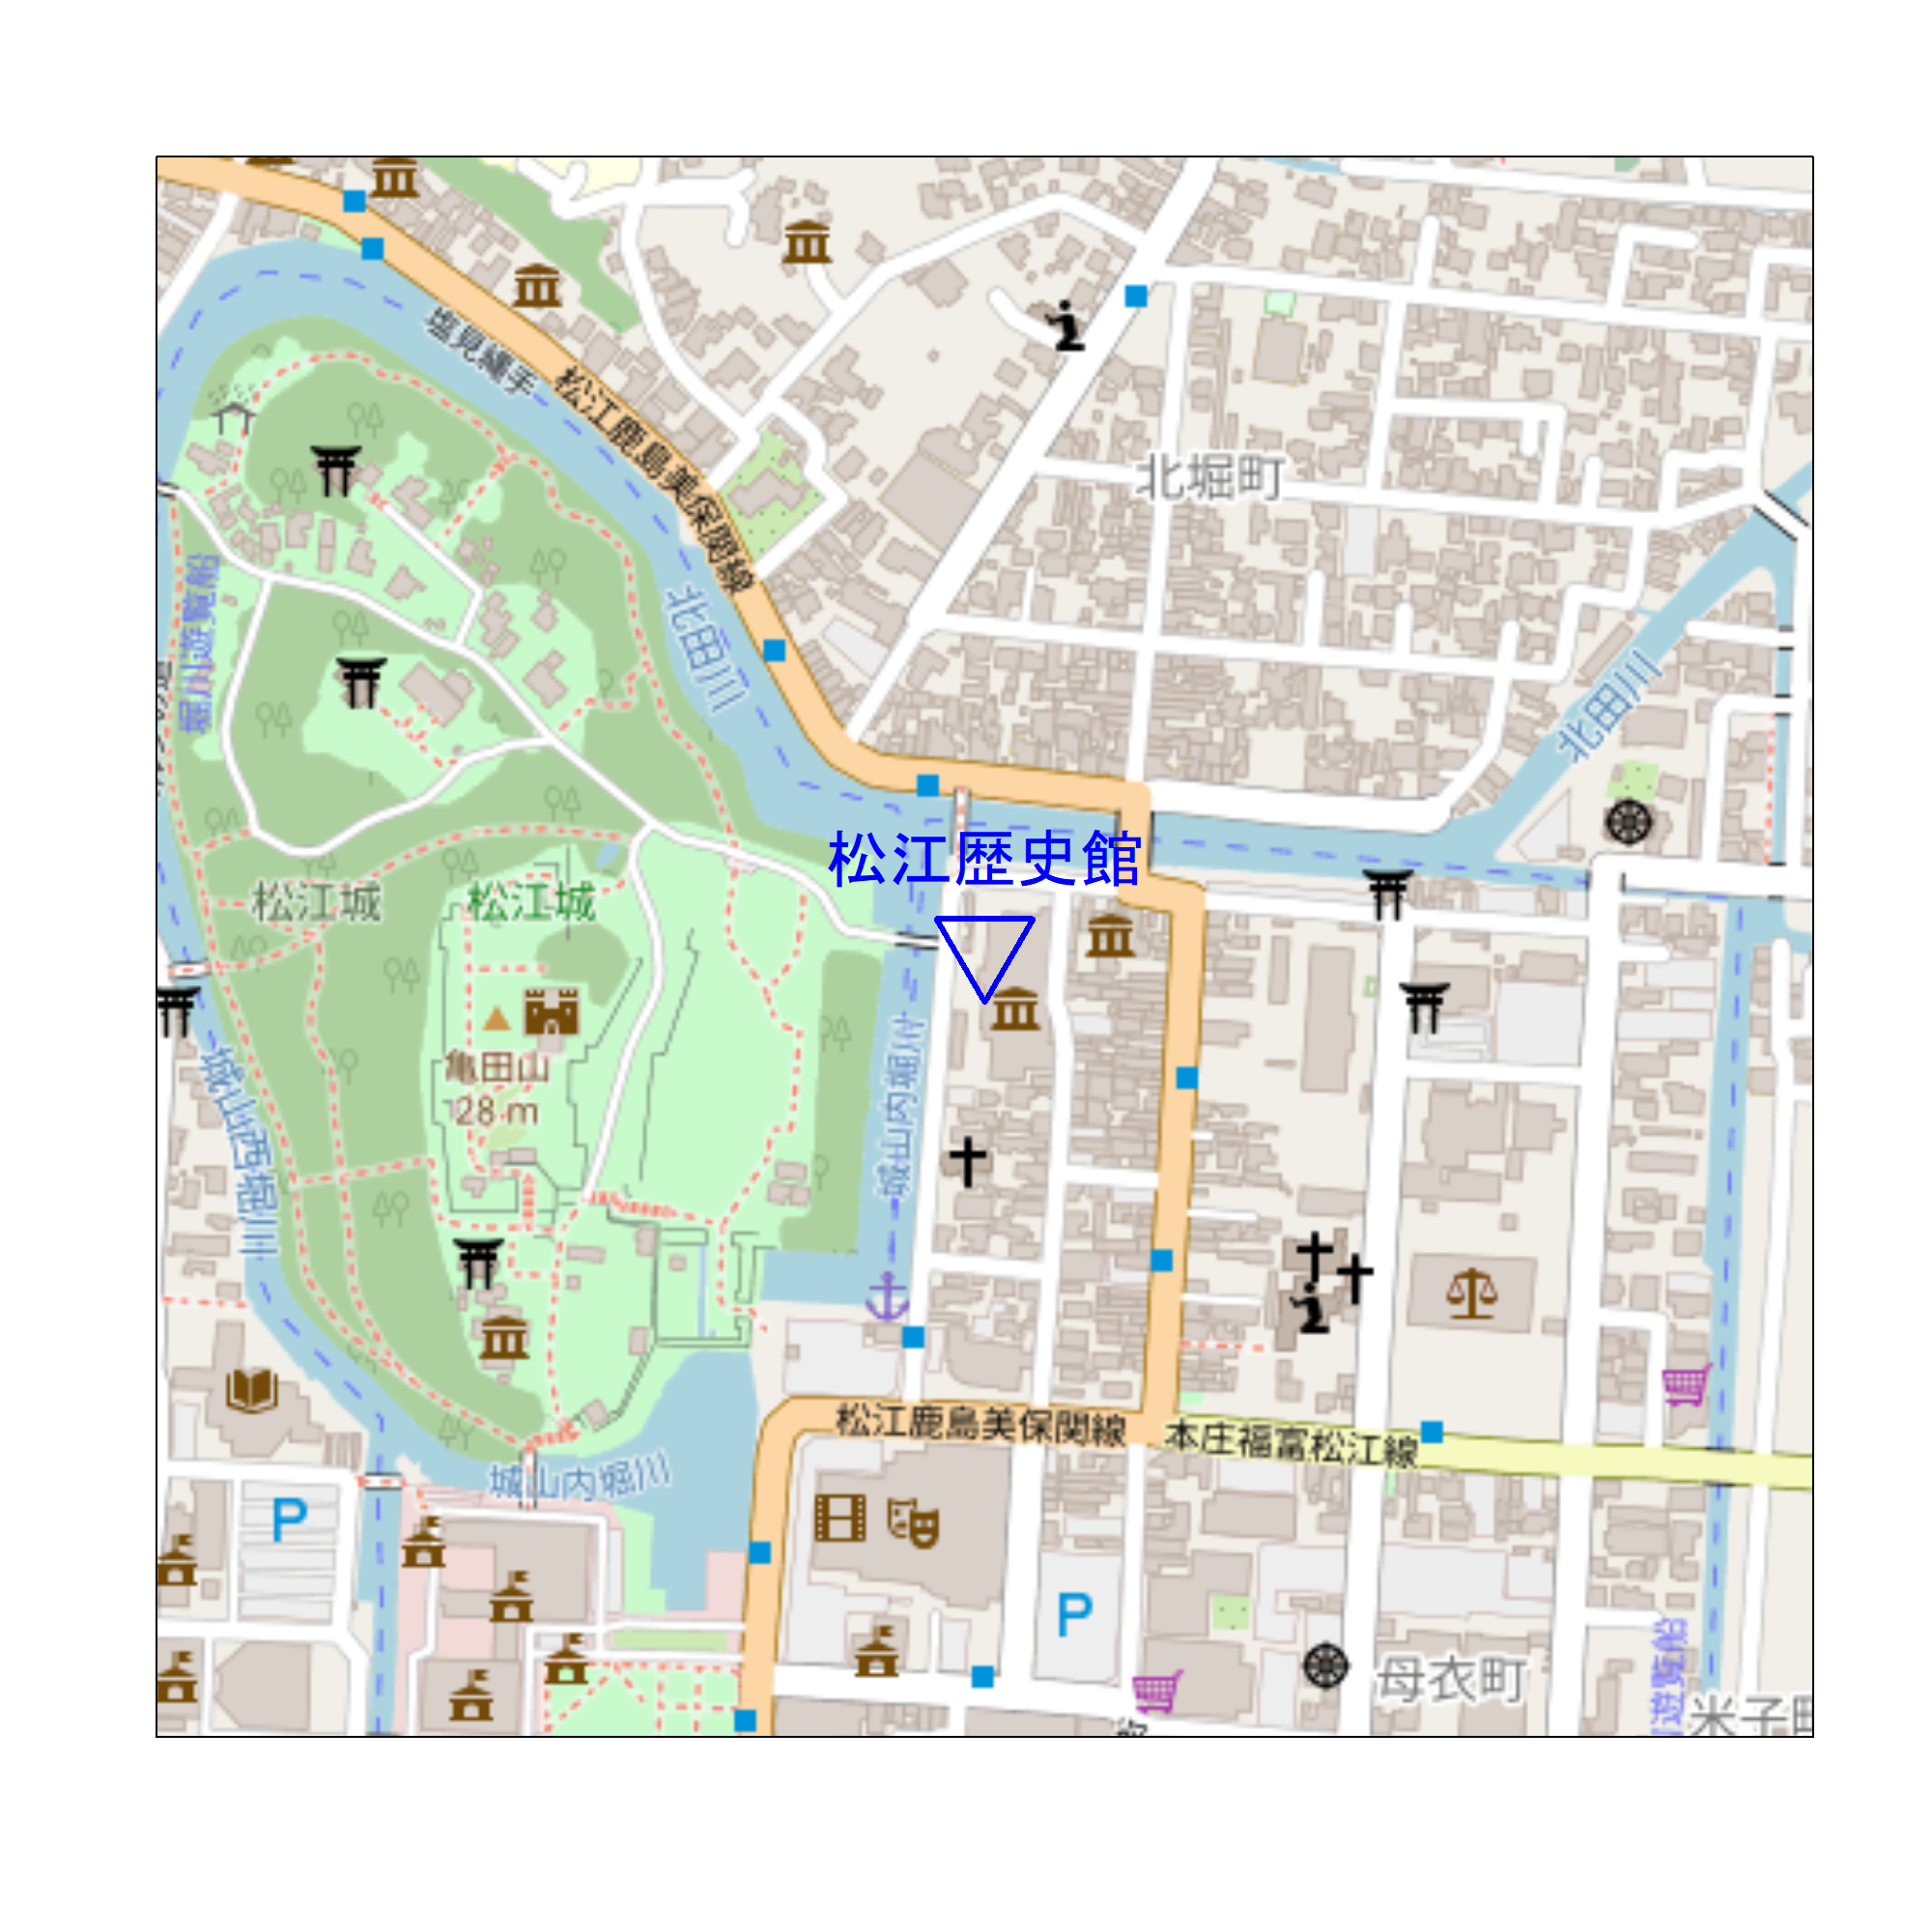 塩見縄手
松江鹿島美保関線
北堀町
堀川遊覧船
北田川
北田川
松江歴史館
松江城
松江城
亀田山
28 m
城山内堀川
城山西堀川
松江鹿島美保関線
本庄福富松江線
城山内堀川
P
P
母衣町
遊覧船
米子町